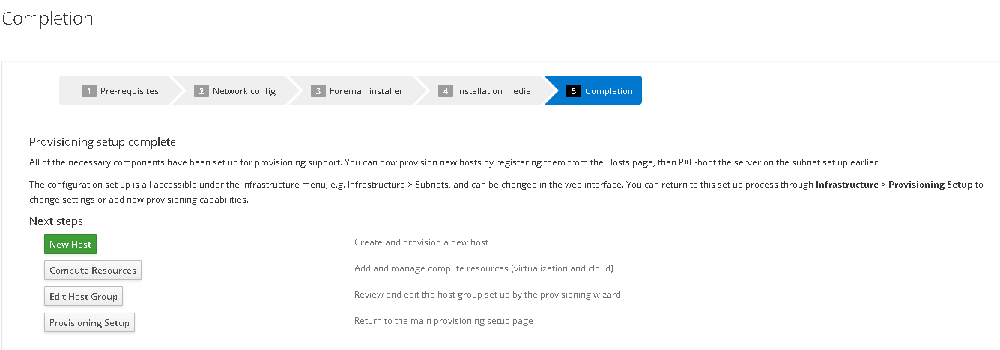 Completion
1 Pre-requisites 2 Network config 3 Foreman installer 4 Installation media 5 Completion
Provisioning setup complete
All of the necessary components have been set up for provisioning support. You can now provision new hosts by registering them from the Hosts page, then PXE-boot the server on the subnet set up earlier.
The configuration set up is all accessible under the Infrastructure menu, e.g. Infrastructure > Subnets, and can be changed in the web interface. You can return to this set up process through Infrastructure > Provisioning Setup to
change settings or add new provisioning capabilities.
Next steps
New Host Create and provision a new host
Compute Resources Add and manage compute resources (virtualization and cloud)
Edit Host Group Review and edit the host group set up by the provisioning wizard
Provisioning Setup Return to the main provisioning setup page